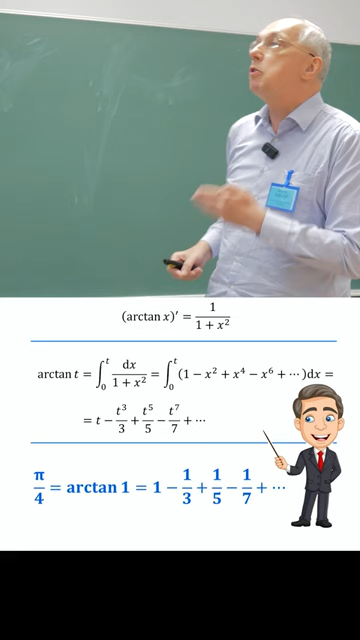 (arctan x)′ = 1/(1 + x²)
arctan t = ∫₀ᵗ dx/(1 + x²) = ∫₀ᵗ (1 − x² + x⁴ − x⁶ + ⋯)dx =
= t − t³/3 + t⁵/5 − t⁷/7 + ⋯
π/4 = arctan 1 = 1 − 1/3 + 1/5 − 1/7 + ⋯